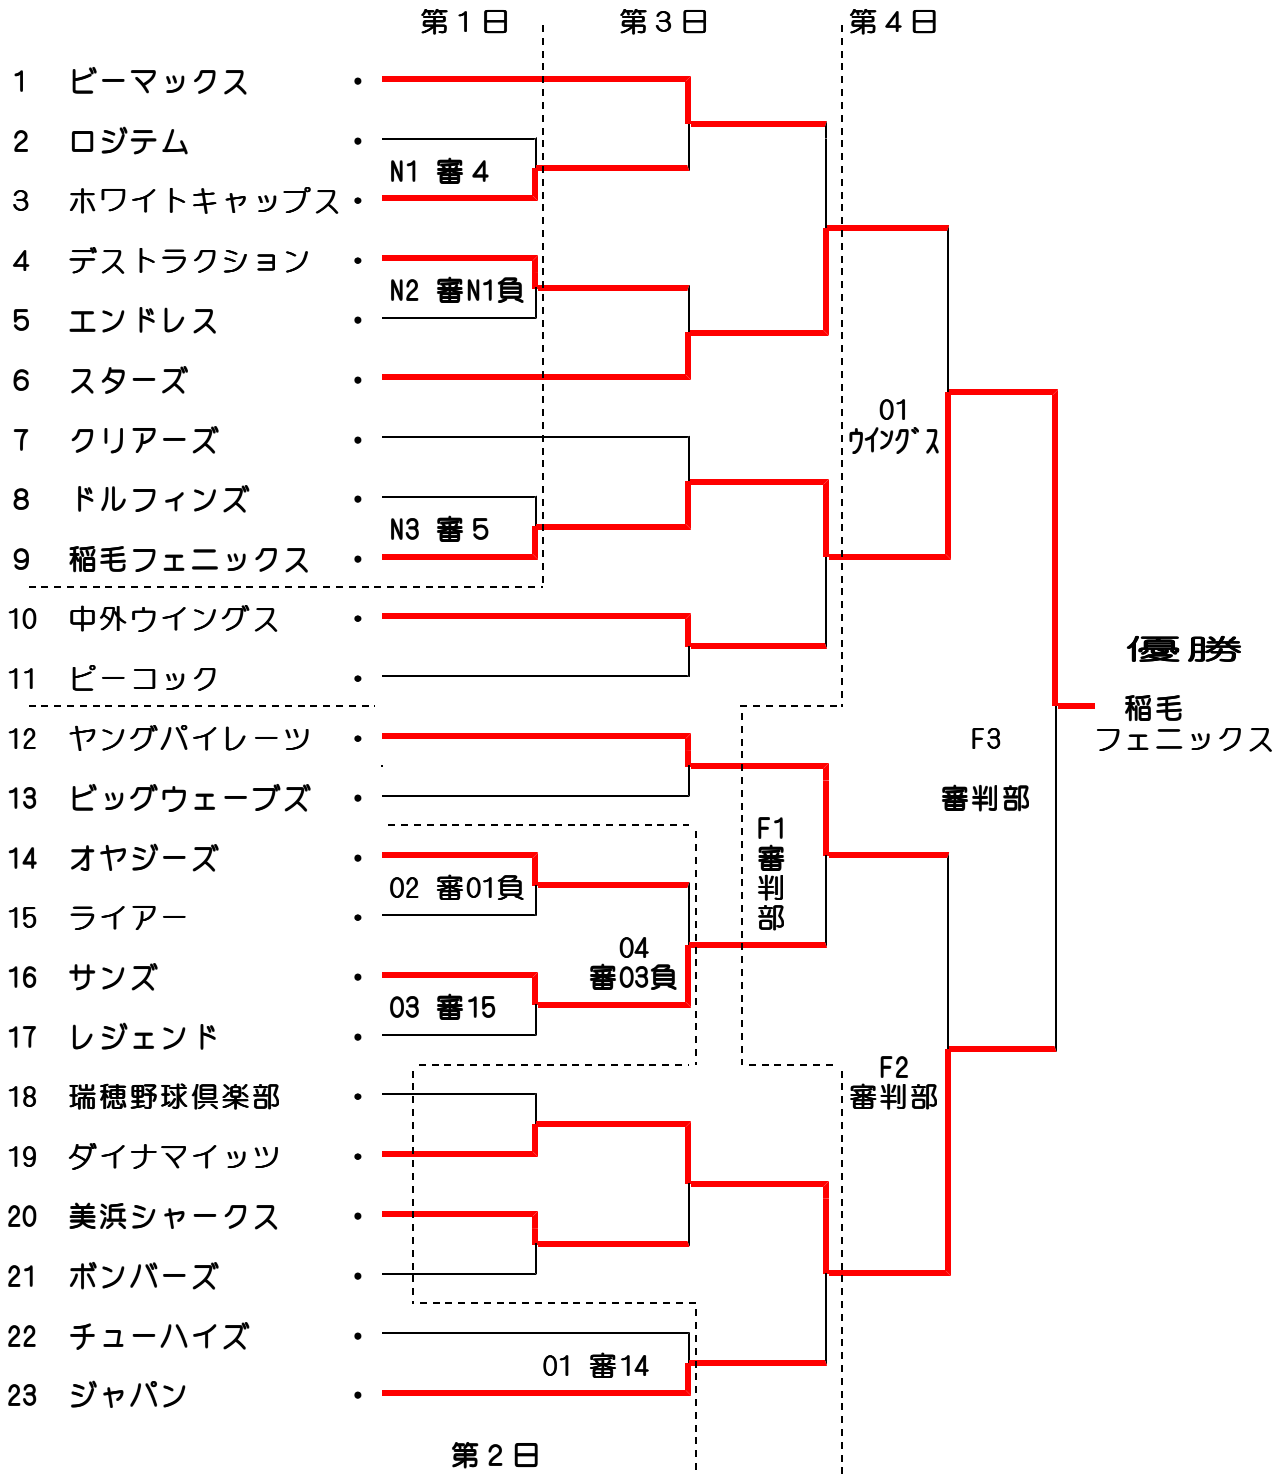 第1日 第3日 第4日
1 ビーマックス ・
2 ロジテム ・
N1 審4
3 ホワイトキャップス ・
4 デストラクション ・
N2 審N1負
5 エンドレス ・
6 スターズ ・
01
ウイングス
7 クリアーズ ・
8 ドルフィンズ ・
N3 審5
9 稲毛フェニックス ・
10 中外ウイングス ・
優勝
11 ピーコック ・
稲毛
フェニックス
12 ヤングパイレーツ ・
F3
審判部
13 ビッグウェーブズ ・
F1
審
判
部
14 オヤジーズ ・
02 審01負
15 ライアー ・
04
審03負
16 サンズ ・
03 審15
17 レジェンド ・
F2
審判部
18 瑞穂野球倶楽部 ・
19 ダイナマイッツ ・
20 美浜シャークス ・
21 ボンバーズ ・
22 チューハイズ ・
01 審14
23 ジャパン ・
第2日